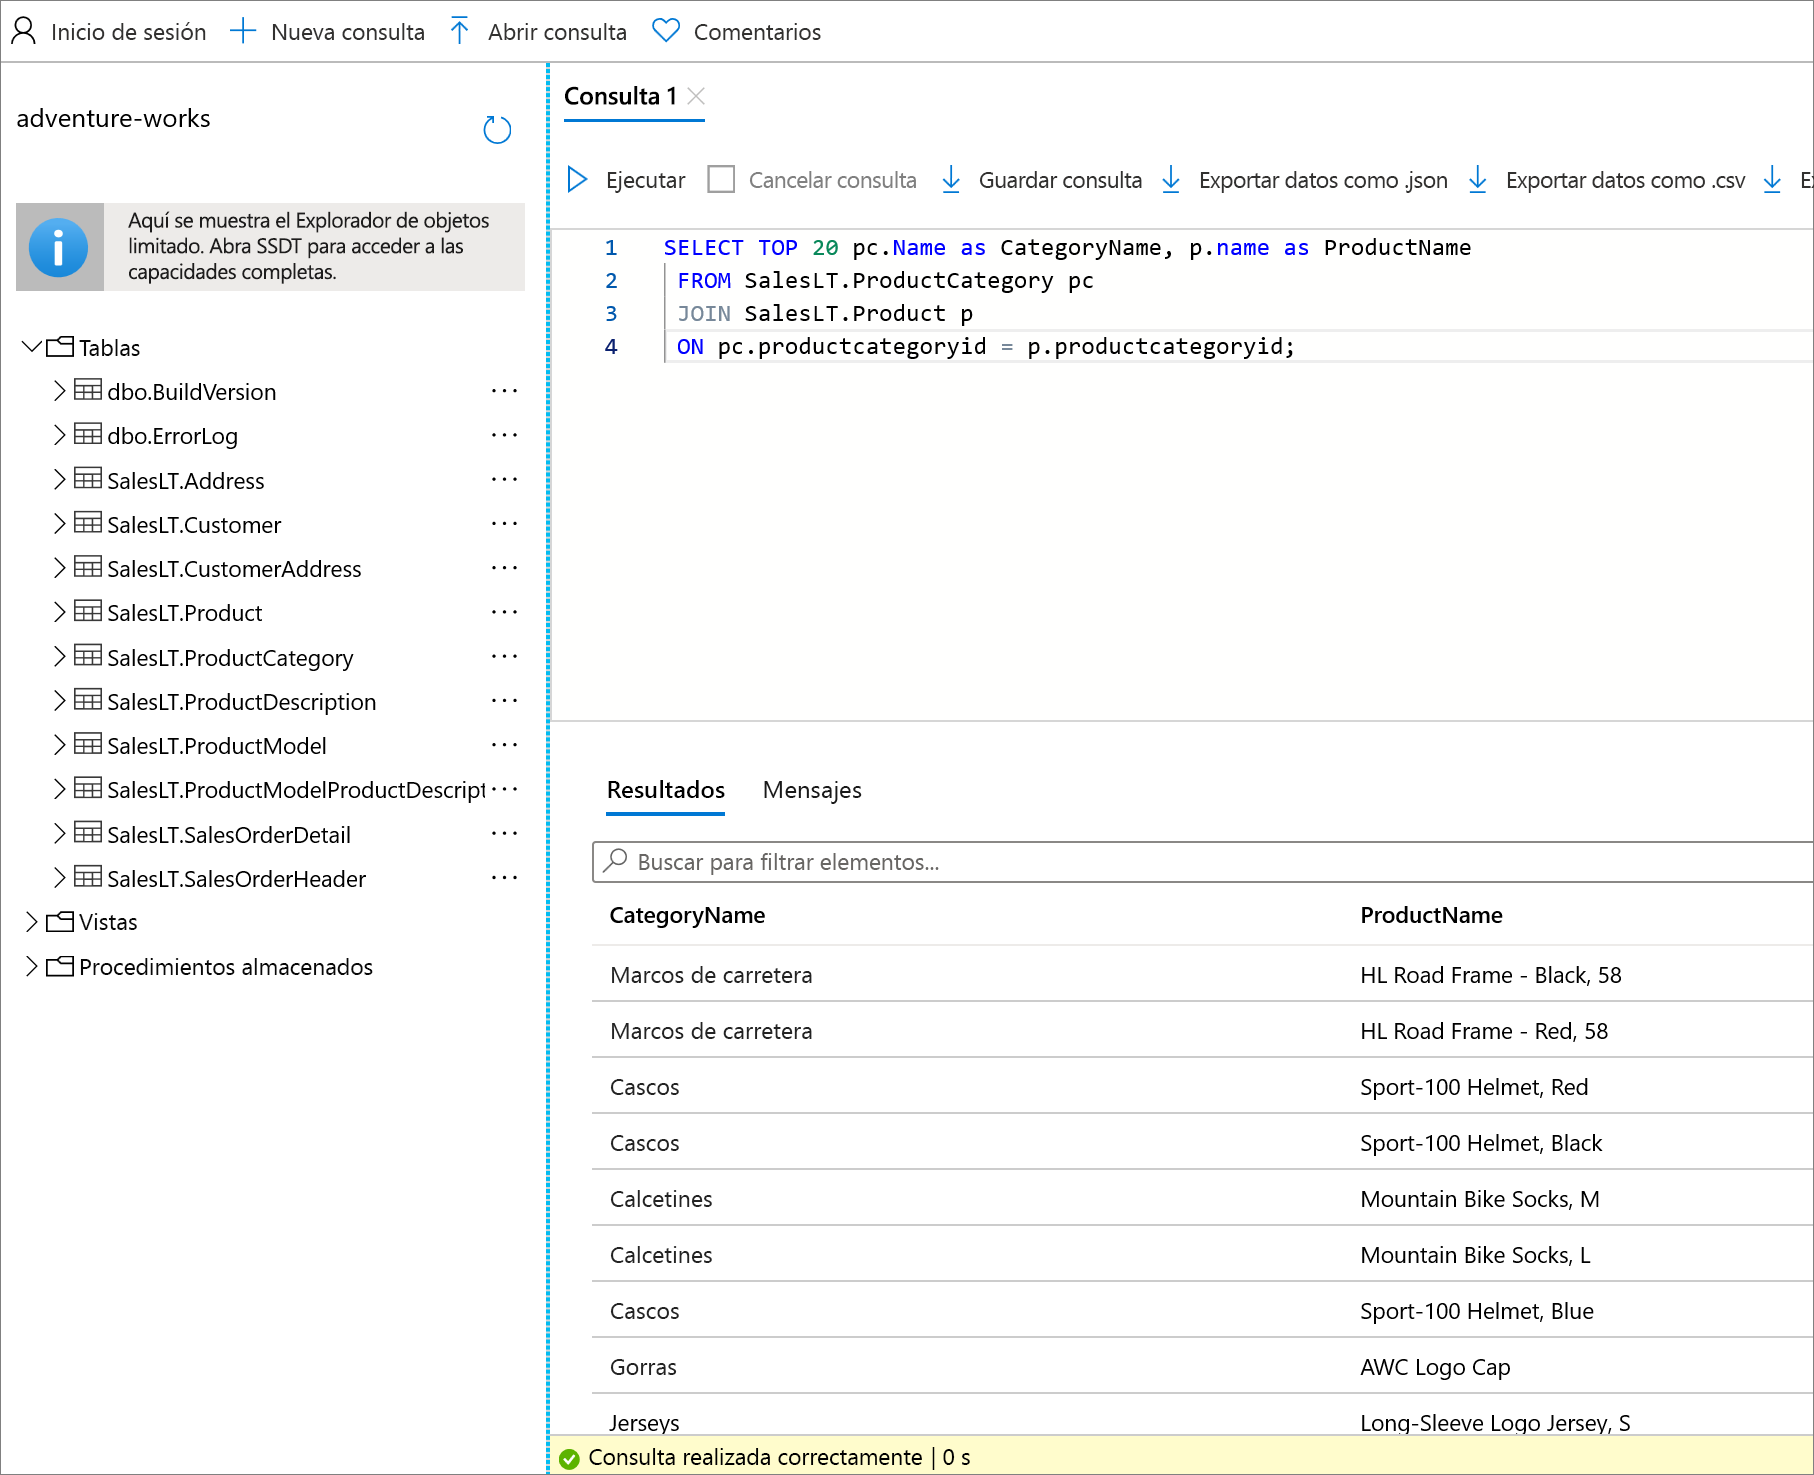 Inicio de sesión Nueva consulta Abrir consulta Comentarios
adventure-works
Aquí se muestra el Explorador de objetos
limitado. Abra SSDT para acceder a las
capacidades completas.
Tablas
dbo.BuildVersion
dbo.ErrorLog
SalesLT.Address
SalesLT.Customer
SalesLT.CustomerAddress
SalesLT.Product
SalesLT.ProductCategory
SalesLT.ProductDescription
SalesLT.ProductModel
SalesLT.ProductModelProductDescript
SalesLT.SalesOrderDetail
SalesLT.SalesOrderHeader
Vistas
Procedimientos almacenados
Consulta 1
Ejecutar Cancelar consulta Guardar consulta Exportar datos como .json Exportar datos como .csv
1 SELECT TOP 20 pc.Name as CategoryName, p.name as ProductName
2 FROM SalesLT.ProductCategory pc
3 JOIN SalesLT.Product p
4 ON pc.productcategoryid = p.productcategoryid;
Resultados Mensajes
Buscar para filtrar elementos...
CategoryName ProductName
Marcos de carretera HL Road Frame - Black, 58
Marcos de carretera HL Road Frame - Red, 58
Cascos Sport-100 Helmet, Red
Cascos Sport-100 Helmet, Black
Calcetines Mountain Bike Socks, M
Calcetines Mountain Bike Socks, L
Cascos Sport-100 Helmet, Blue
Gorras AWC Logo Cap
Jerseys Long-Sleeve Logo Jersey, S
Consulta realizada correctamente | 0 s